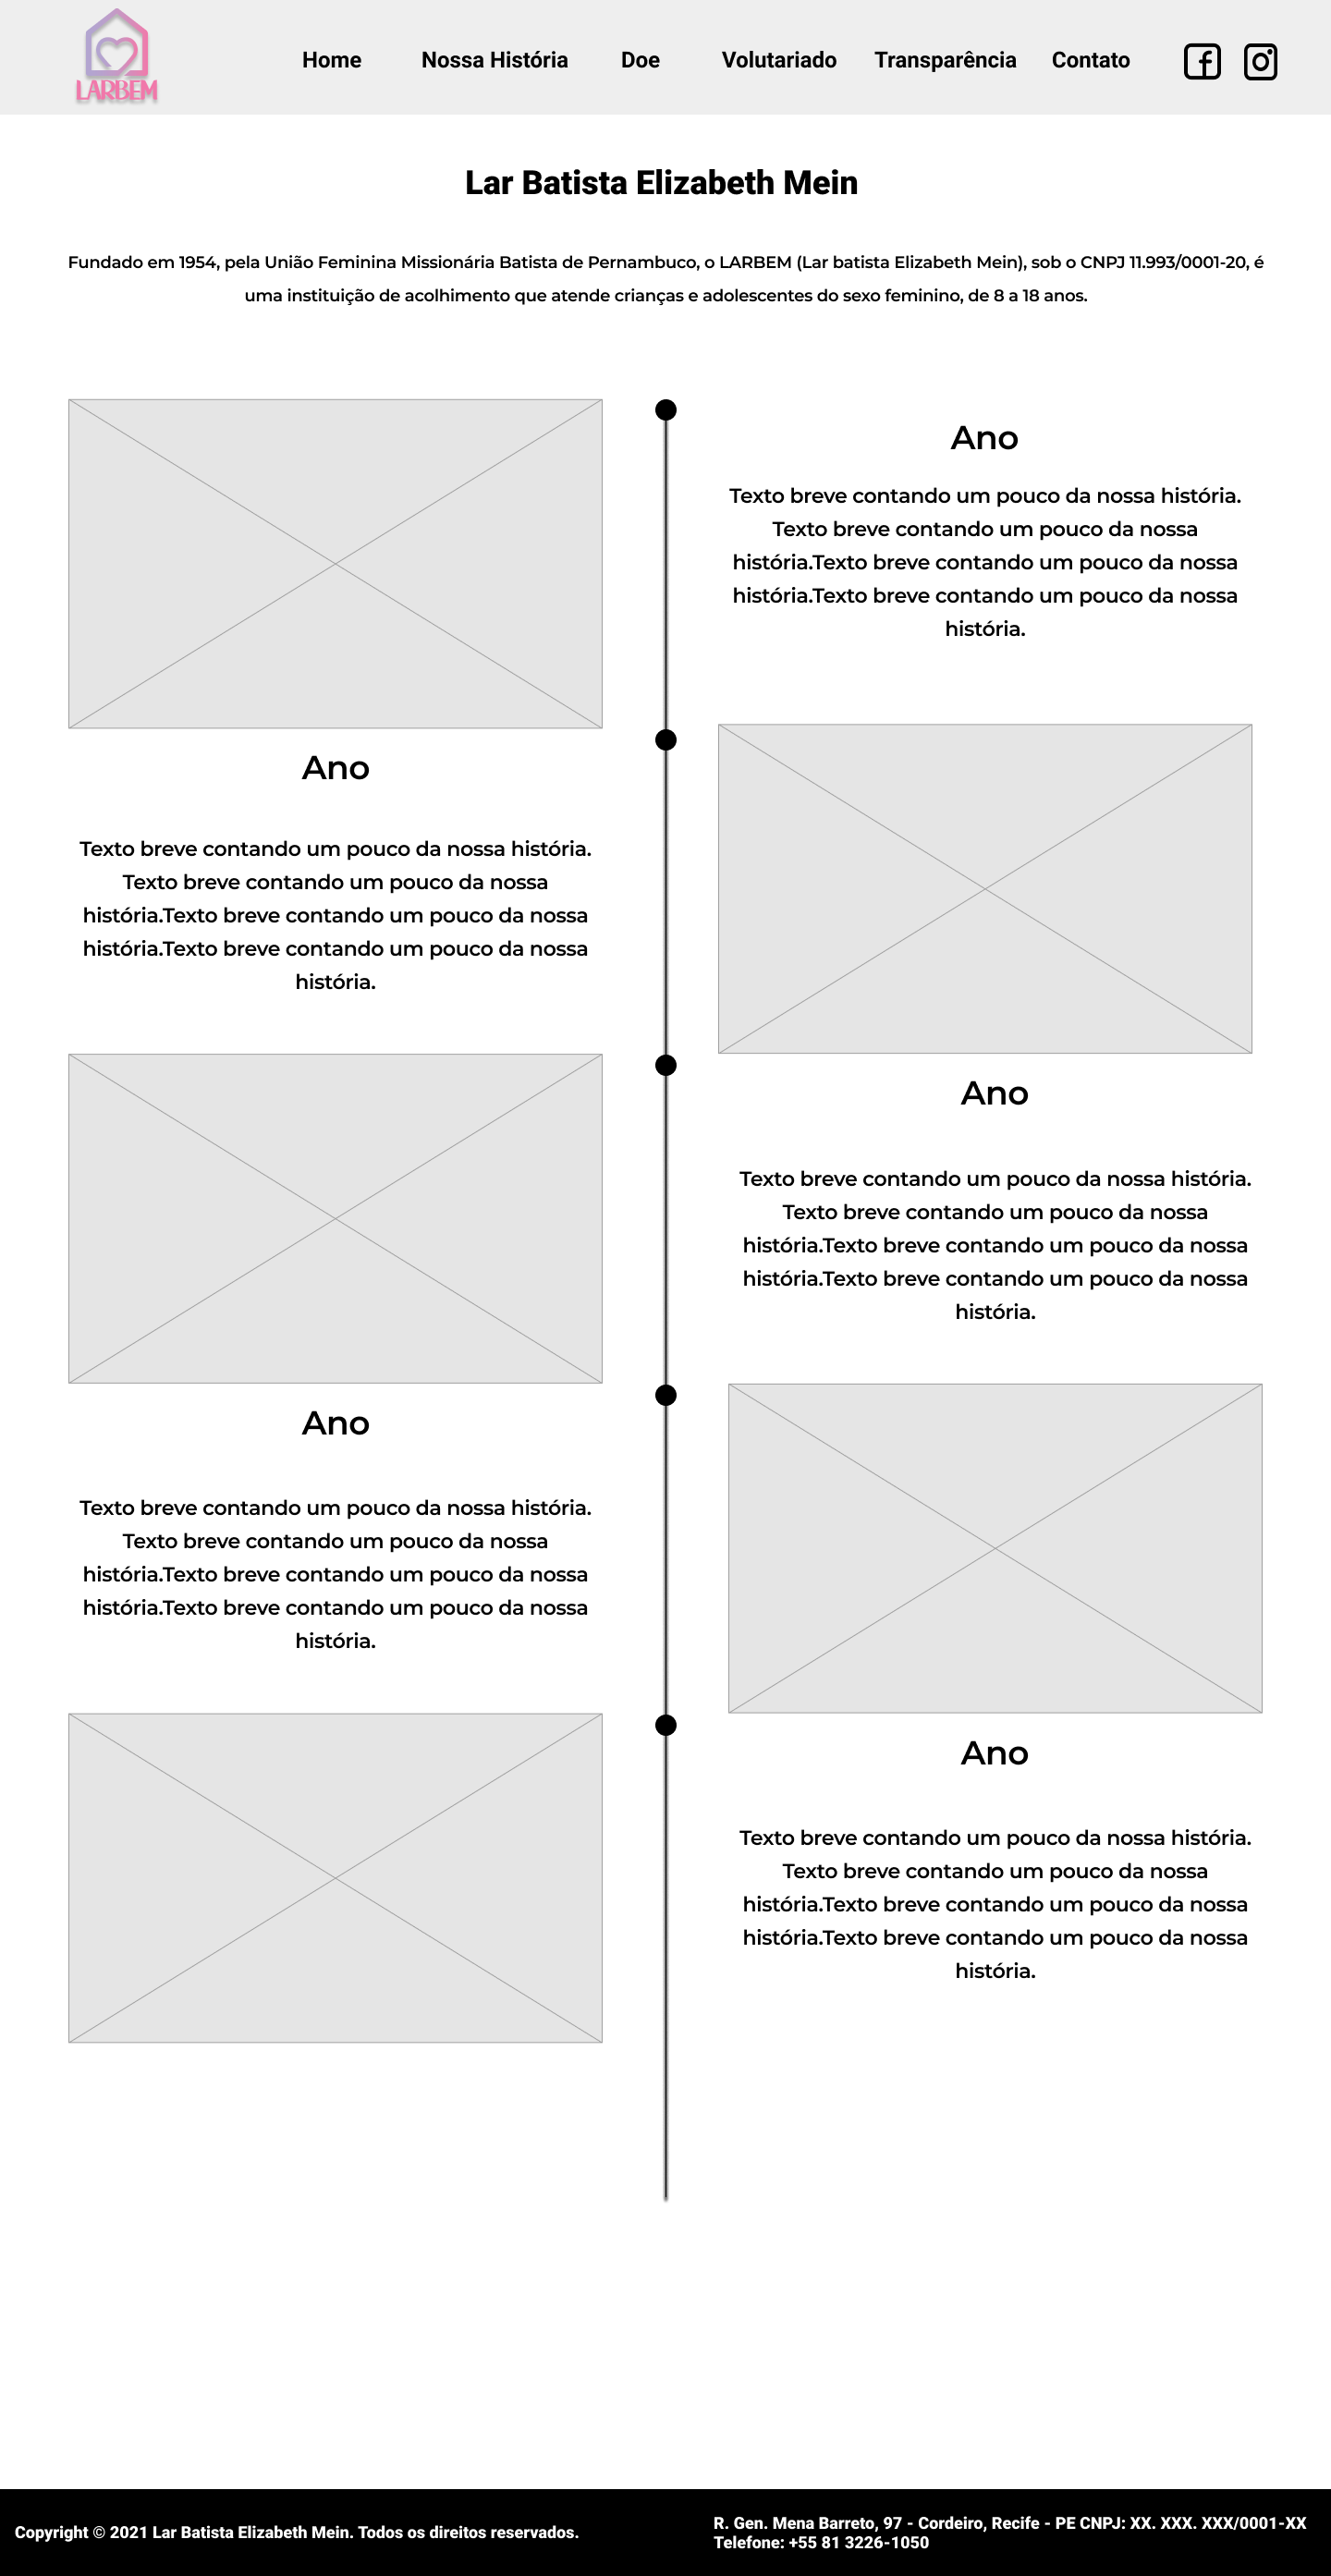 LARBEM
Home Nossa História Doe Volutariado Transparência Contato
Lar Batista Elizabeth Mein
Fundado em 1954, pela União Feminina Missionária Batista de Pernambuco, o LARBEM (Lar batista Elizabeth Mein), sob o CNPJ 11.993/0001-20, é
uma instituição de acolhimento que atende crianças e adolescentes do sexo feminino, de 8 a 18 anos.
Ano
Texto breve contando um pouco da nossa história.
Texto breve contando um pouco da nossa
história.Texto breve contando um pouco da nossa
história.Texto breve contando um pouco da nossa
história.
Ano
Texto breve contando um pouco da nossa história.
Texto breve contando um pouco da nossa
história.Texto breve contando um pouco da nossa
história.Texto breve contando um pouco da nossa
história.
Ano
Texto breve contando um pouco da nossa história.
Texto breve contando um pouco da nossa
história.Texto breve contando um pouco da nossa
história.Texto breve contando um pouco da nossa
história.
Ano
Texto breve contando um pouco da nossa história.
Texto breve contando um pouco da nossa
história.Texto breve contando um pouco da nossa
história.Texto breve contando um pouco da nossa
história.
Ano
Texto breve contando um pouco da nossa história.
Texto breve contando um pouco da nossa
história.Texto breve contando um pouco da nossa
história.Texto breve contando um pouco da nossa
história.
Copyright © 2021 Lar Batista Elizabeth Mein. Todos os direitos reservados.
R. Gen. Mena Barreto, 97 - Cordeiro, Recife - PE CNPJ: XX. XXX. XXX/0001-XX
Telefone: +55 81 3226-1050